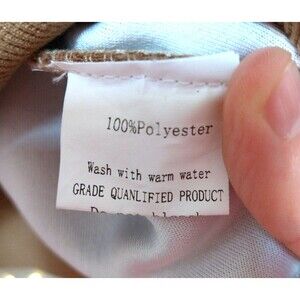 100%Polyester
Wash with warm water
GRADE QUANLIFIED PRODUCT